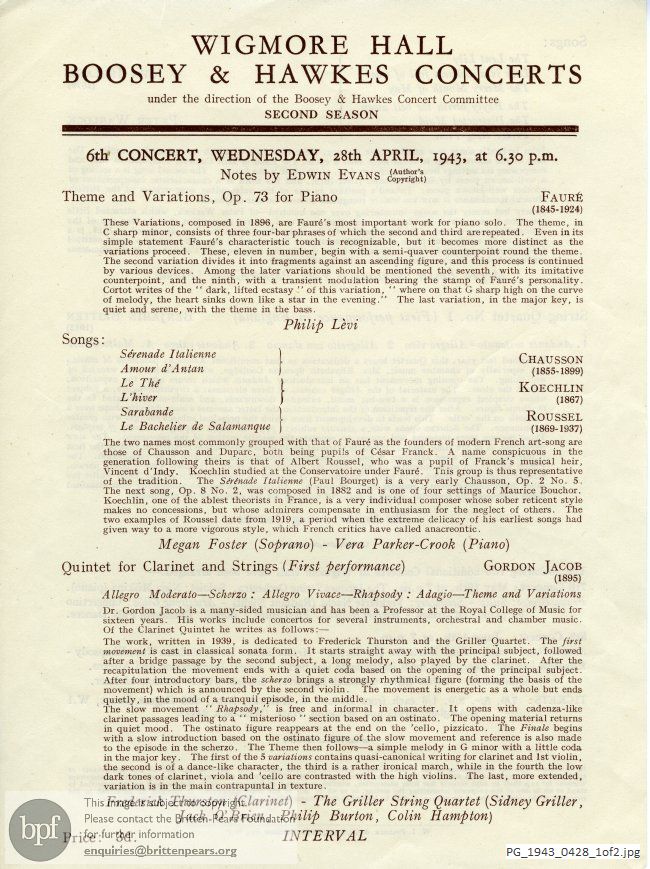 WIGMORE HALL
BOOSEY & HAWKES CONCERTS
under the direction of the Boosey & Hawkes Concert Committee
SECOND SEASON
6th CONCERT, WEDNESDAY, 28th APRIL, 1943, at 6.30 p.m.
Notes by EDWIN EVANS (Author's Copyright)
Theme and Variations, Op. 73 for Piano FAURÉ
(1845-1924)
These Variations, composed in 1896, are Fauré's most important work for piano solo. The theme, in
C sharp minor, consists of three four-bar phrases of which the second and third are repeated. Even in its
simple statement Fauré's characteristic touch is recognizable, but it becomes more distinct as the
variations proceed. These, eleven in number, begin with a semi-quaver counterpoint round the theme.
The second variation divides it into fragments against an ascending figure, and this process is continued
by various devices. Among the later variations should be mentioned the seventh, with its imitative
counterpoint, and the ninth, with a transient modulation bearing the stamp of Fauré's personality.
Cortot writes of the "dark, lifted ecstasy" of this variation, "where on that G sharp high on the curve
of melody, the heart sinks down like a star in the evening." The last variation, in the major key, is
quiet and serene, with the theme in the bass.
Philip Lèvi
Songs:
Sérenade Italienne
Amour d'Antan
CHAUSSON
(1855-1899)
Le Thé
L'hiver
KOECHLIN
(1867)
Sarabande
Le Bachelier de Salamanque
ROUSSEL
(1869-1937)
The two names most commonly grouped with that of Fauré as the founders of modern French art-song are
those of Chausson and Duparc, both being pupils of César Franck. A name conspicuous in the
generation following theirs is that of Albert Roussel, who was a pupil of Franck's musical heir,
Vincent d'Indy. Koechlin studied at the Conservatoire under Fauré. This group is thus representative
of the tradition. The Sérénade Italienne (Paul Bourget) is a very early Chausson, Op. 2 No. 5.
The next song, Op. 8 No. 2, was composed in 1882 and is one of four settings of Maurice Bouchor.
Koechlin, one of the ablest theorists in France, is a very individual composer whose sober reticent style
makes no concessions, but whose admirers compensate in enthusiasm for the neglect of others. The
two examples of Roussel date from 1919, a period when the extreme delicacy of his earliest songs had
given way to a more vigorous style, which French critics have called anacreontic.
Megan Foster (Soprano) - Vera Parker-Crook (Piano)
Quintet for Clarinet and Strings (First performance) GORDON JACOB
(1895)
Allegro Moderato—Scherzo: Allegro Vivace—Rhapsody: Adagio—Theme and Variations
Dr. Gordon Jacob is a many-sided musician and has been a Professor at the Royal College of Music for
sixteen years. His works include concertos for several instruments, orchestral and chamber music.
Of the Clarinet Quintet he writes as follows:—
The work, written in 1939, is dedicated to Frederick Thurston and the Griller Quartet. The first
movement is cast in classical sonata form. It starts straight away with the principal subject, followed
after a bridge passage by the second subject, a long melody, also played by the clarinet. After the
recapitulation the movement ends with a quiet coda based on the opening of the principal subject.
After four introductory bars, the scherzo brings a strongly rhythmical figure (forming the basis of the
movement) which is announced by the second violin. The movement is energetic as a whole but ends
quietly, in the mood of a tranquil episode, in the middle.
The slow movement "Rhapsody," is free and informal in character. It opens with cadenza-like
clarinet passages leading to a "misterioso" section based on an ostinato. The opening material returns
in quiet mood. The ostinato figure reappears at the end on the 'cello, pizzicato. The Finale begins
with a slow introduction based on the ostinato figure of the slow movement and reference is also made
to the episode in the scherzo. The Theme then follows—a simple melody in G minor with a little coda
in the major key. The first of the 5 variations contains quasi-canonical writing for clarinet and 1st violin,
the second is of a dance-like character, the third is a rather ironical march, while in the fourth the low
dark tones of clarinet, viola and 'cello are contrasted with the high violins. The last, more extended,
variation is in the main contrapuntal in texture.
Frederick Thurston (Clarinet) - The Griller String Quartet (Sidney Griller,
Jack O'Brien, Philip Burton, Colin Hampton)
Price: 3d. INTERVAL
bpf
This image is subject to copyright.
Please contact the Britten-Pears Foundation
for further information
enquiries@brittenpears.org
PG_1943_0428_1of2.jpg